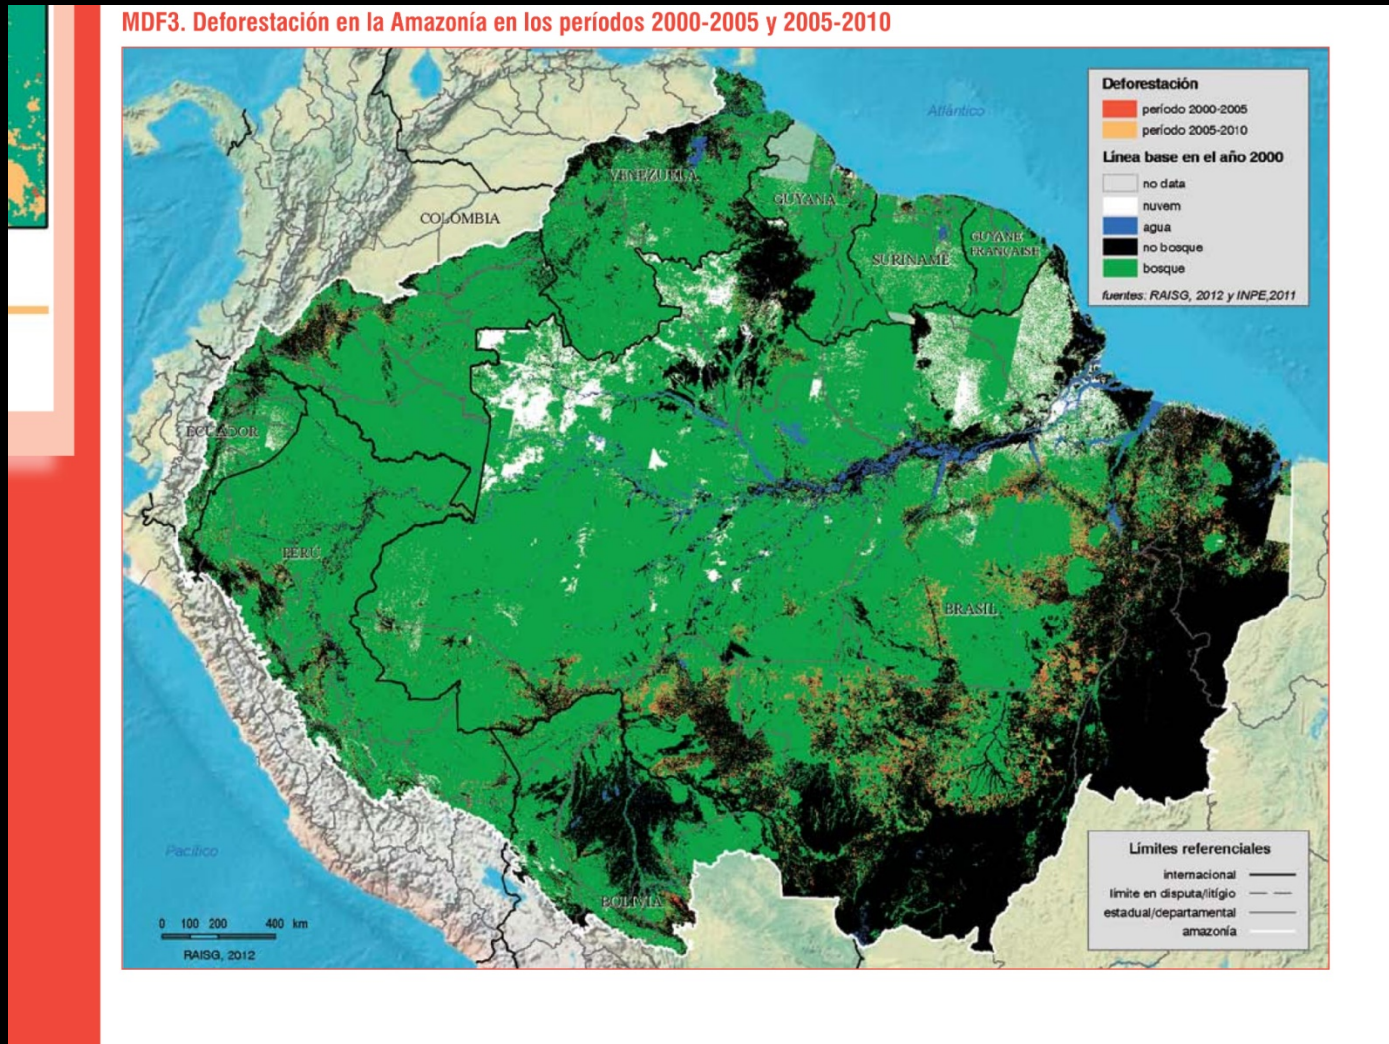 MDF3. Deforestación en la Amazonía en los períodos 2000-2005 y 2005-2010
Deforestación
período 2000-2005
período 2005-2010
Línea base en el año 2000
no data
nuvem
agua
no bosque
bosque
fuentes: RAISG, 2012 y INPE,2011
Atlántico
VENEZUELA
GUYANA
COLOMBIA
SURINAME
GUYANE
FRANÇAISE
ECUADOR
PERÚ
BRASIL
BOLIVIA
Pacífico
0 100 200 400 km
RAISG, 2012
Límites referenciales
internacional
límite en disputa/litígio
estadual/departamental
amazonía